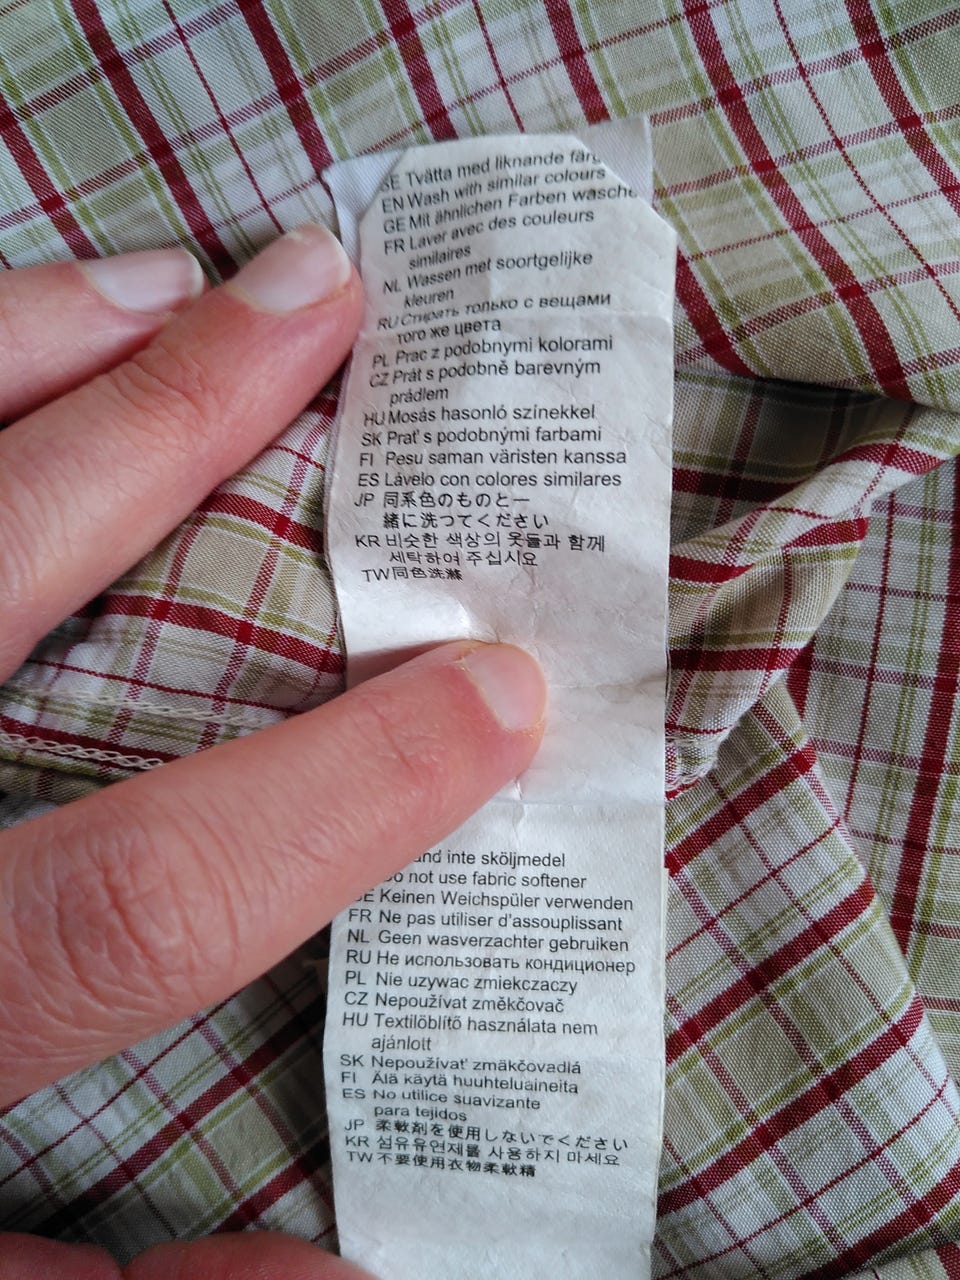 SE Tvätta med liknande färg
EN Wash with similar colours
GE Mit ähnlichen Farben wasche
FR Laver avec des couleurs
similaires
NL Wassen met soortgelijke
kleuren
RU Стирать только с вещами
того же цвета
PL Prac z podobnymi kolorami
CZ Prát s podobně barevným
prádlem
HU Mosás hasonló színekkel
SK Prať s podobnými farbami
FI Pesu saman väristen kanssa
ES Lávelo con colores similares
JP 同系色のものと一
緒に洗つてください
KR 비슷한 색상의 옷들과 함께
세탁하여 주십시요
TW 同色洗滌
und inte sköljmedel
not use fabric softener
GE Keinen Weichspüler verwenden
FR Ne pas utiliser d'assouplissant
NL Geen wasverzachter gebruiken
RU Не использовать кондиционер
PL Nie uzywac zmiekczaczy
CZ Nepoužívat změkčovač
HU Textilöblítő használata nem
ajánlott
SK Nepoužívať zmäkčovadlá
FI Älä käytä huuhteluaineita
ES No utilice suavizante
para tejidos
JP 柔軟剤を使用しないでください
KR 섬유유연제를 사용하지 마세요
TW 不要使用衣物柔軟精